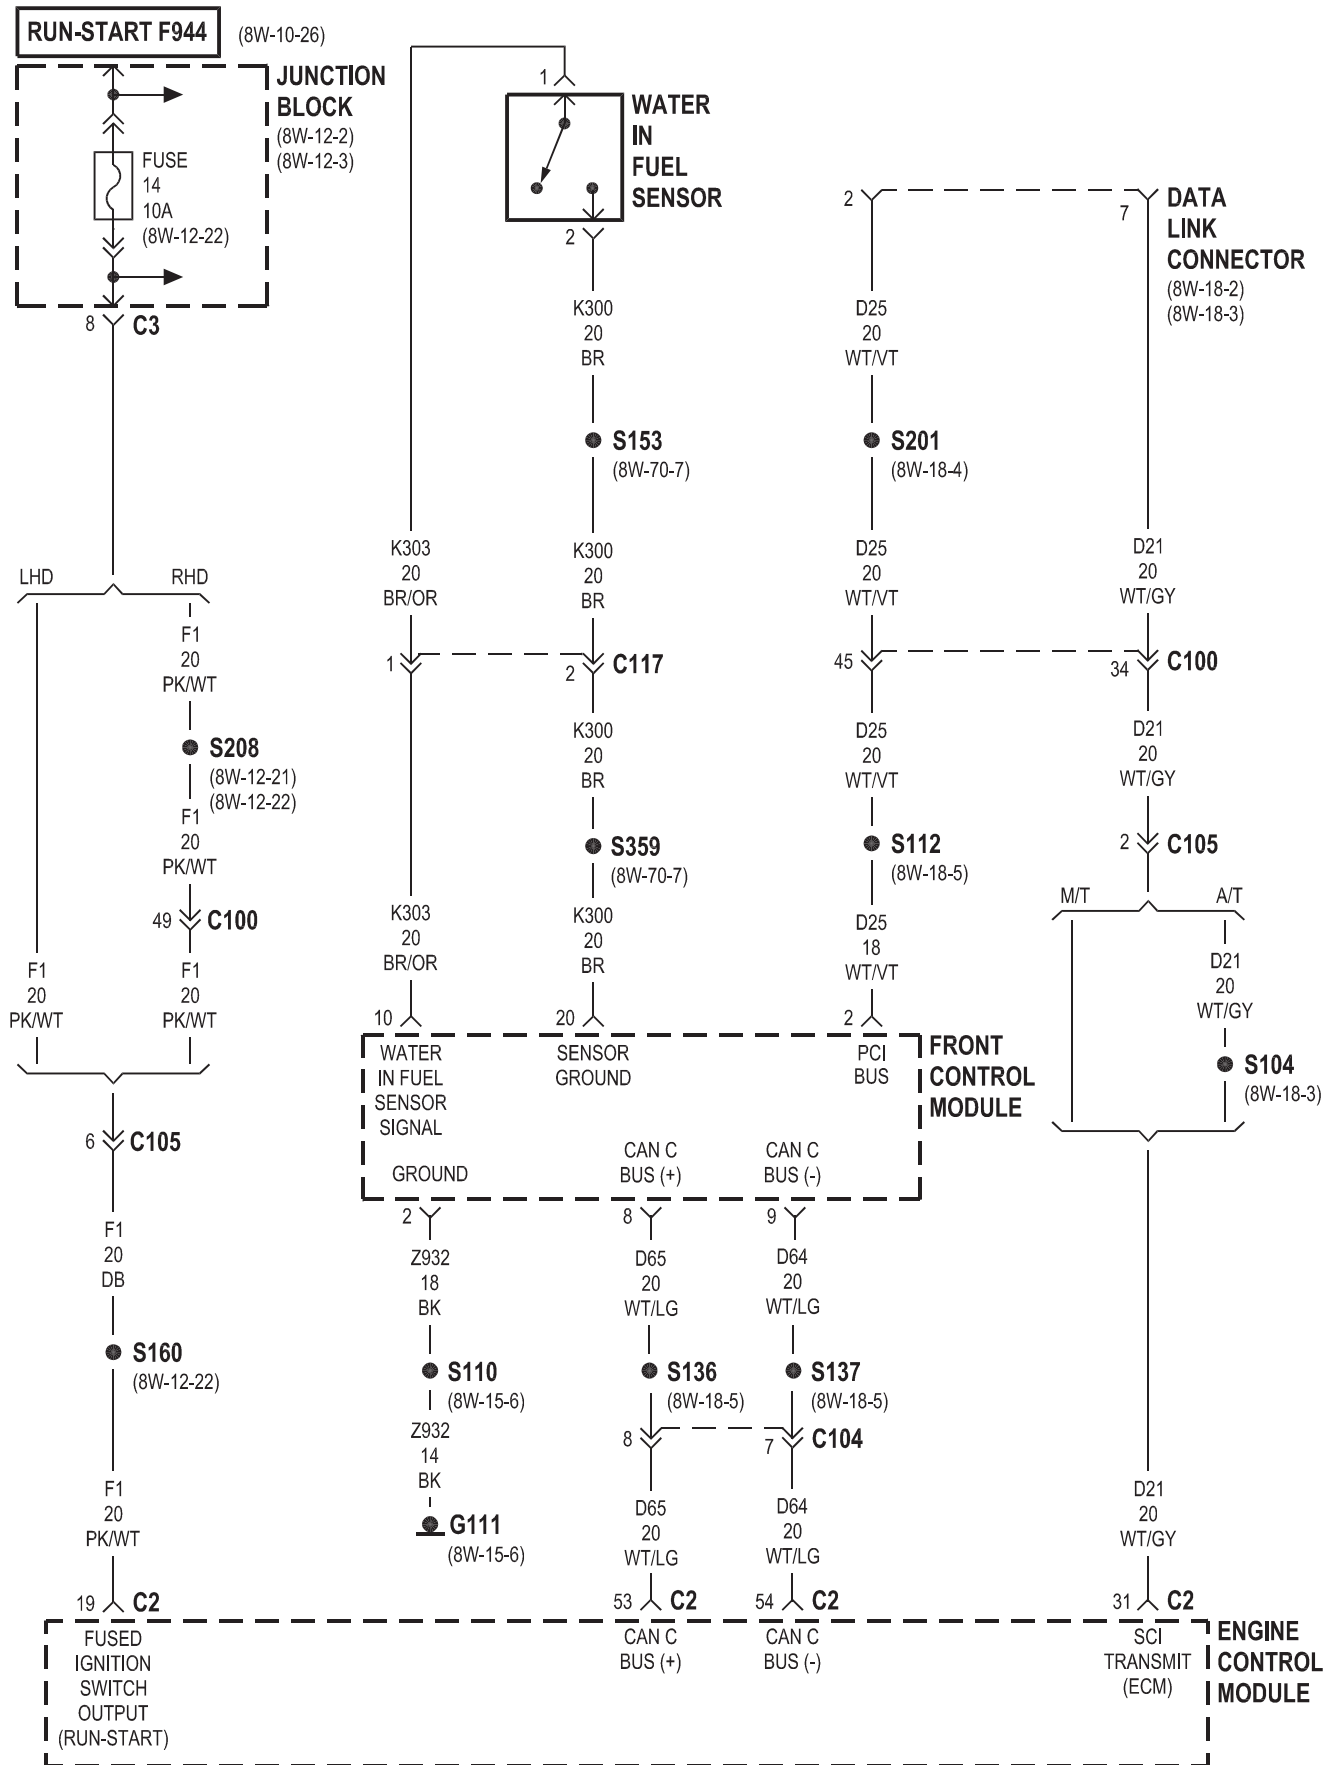 RUN-START F944
(8W-10-26)
JUNCTION
BLOCK
(8W-12-2)
(8W-12-3)
FUSE
14
10A
(8W-12-22)
8
C3
LHD
RHD
F1
20
PK/WT
S208
(8W-12-21)
(8W-12-22)
F1
20
PK/WT
49
C100
F1
20
PK/WT
F1
20
PK/WT
6
C105
F1
20
DB
S160
(8W-12-22)
F1
20
PK/WT
19
C2
1
WATER
IN
FUEL
SENSOR
2
K300
20
BR
S153
(8W-70-7)
K303
20
BR/OR
K300
20
BR
1
2
C117
K300
20
BR
S359
(8W-70-7)
K303
20
BR/OR
K300
20
BR
10
20
2
7
DATA
LINK
CONNECTOR
(8W-18-2)
(8W-18-3)
D25
20
WT/VT
S201
(8W-18-4)
D25
20
WT/VT
D21
20
WT/GY
45
34
C100
D25
20
WT/VT
D21
20
WT/GY
S112
(8W-18-5)
2
C105
M/T
A/T
D25
18
WT/VT
D21
20
WT/GY
2
S104
(8W-18-3)
WATER
IN FUEL
SENSOR
SIGNAL
SENSOR
GROUND
PCI
BUS
FRONT
CONTROL
MODULE
GROUND
CAN C
BUS (+)
CAN C
BUS (-)
2
8
9
Z932
18
BK
D65
20
WT/LG
D64
20
WT/LG
S110
(8W-15-6)
S136
(8W-18-5)
S137
(8W-18-5)
Z932
14
BK
8
7
C104
G111
(8W-15-6)
D65
20
WT/LG
D64
20
WT/LG
D21
20
WT/GY
53
C2
54
C2
31
C2
FUSED
IGNITION
SWITCH
OUTPUT
(RUN-START)
CAN C
BUS (+)
CAN C
BUS (-)
SCI
TRANSMIT
(ECM)
ENGINE
CONTROL
MODULE